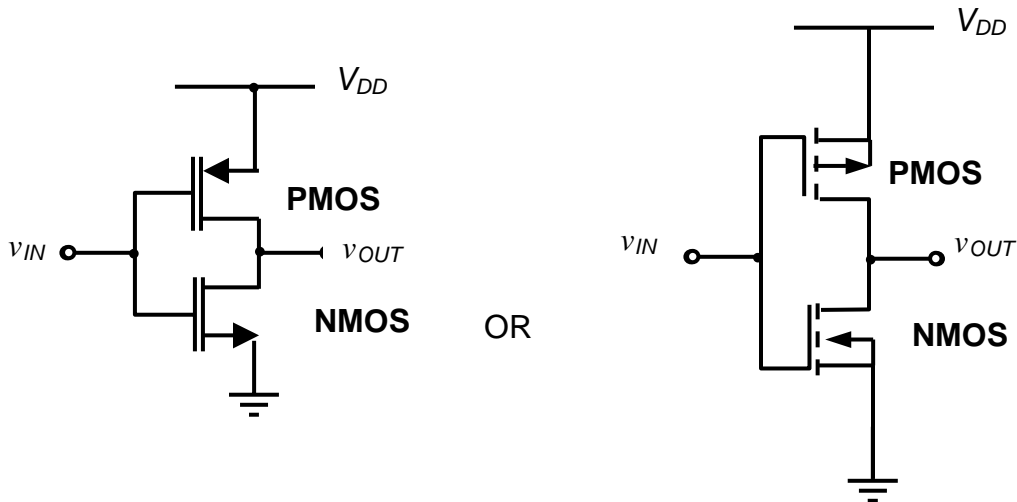 V_DD
PMOS
v_IN
v_OUT
NMOS
OR
V_DD
PMOS
v_IN
v_OUT
NMOS